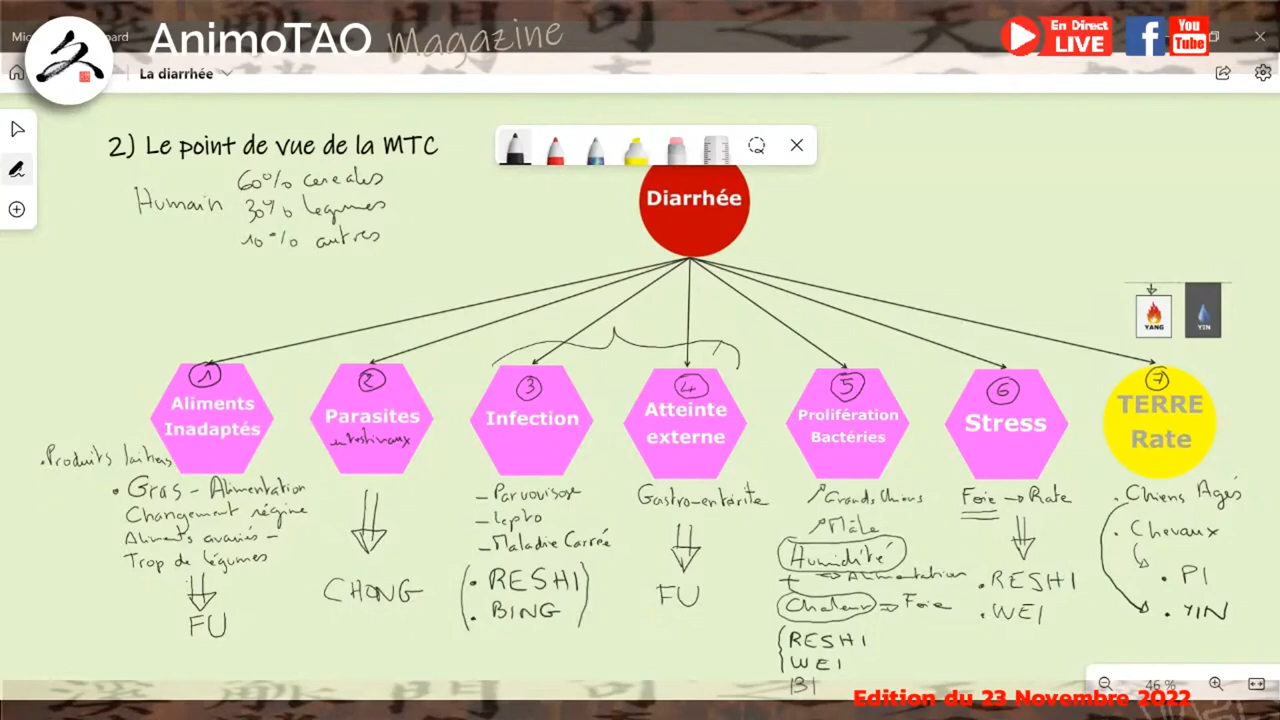 AnimoTAO Magazine
En Direct
LIVE
You
Tube
La diarrhée
2) Le point de vue de la MTC
Humain
60% céréales
30% légumes
10% autres
Diarrhée
YANG
YIN
1
Aliments
Inadaptés
. Produits laitiers
. Gras - Alimentation
Changement régime
Aliments avariés -
Trop de légumes
FU
2
Parasites
intestinaux
CHONG
3
Infection
- Parvovirose
- Lepto
- Maladie Carrée
. RESHI
. BING
4
Atteinte
externe
Gastroentérite
FU
5
Prolifération
Bactéries
Grands chiens
Mâle
Humidité
+ → Alimentation
Chaleur → Foie
RESHI
WEI
BI
6
Stress
Foie → Rate
. RESHI
. WEI
7
TERRE
Rate
. Chiens Agés
. Chevaux
. PI
. YIN
46 %
Edition du 23 Novembre 2022